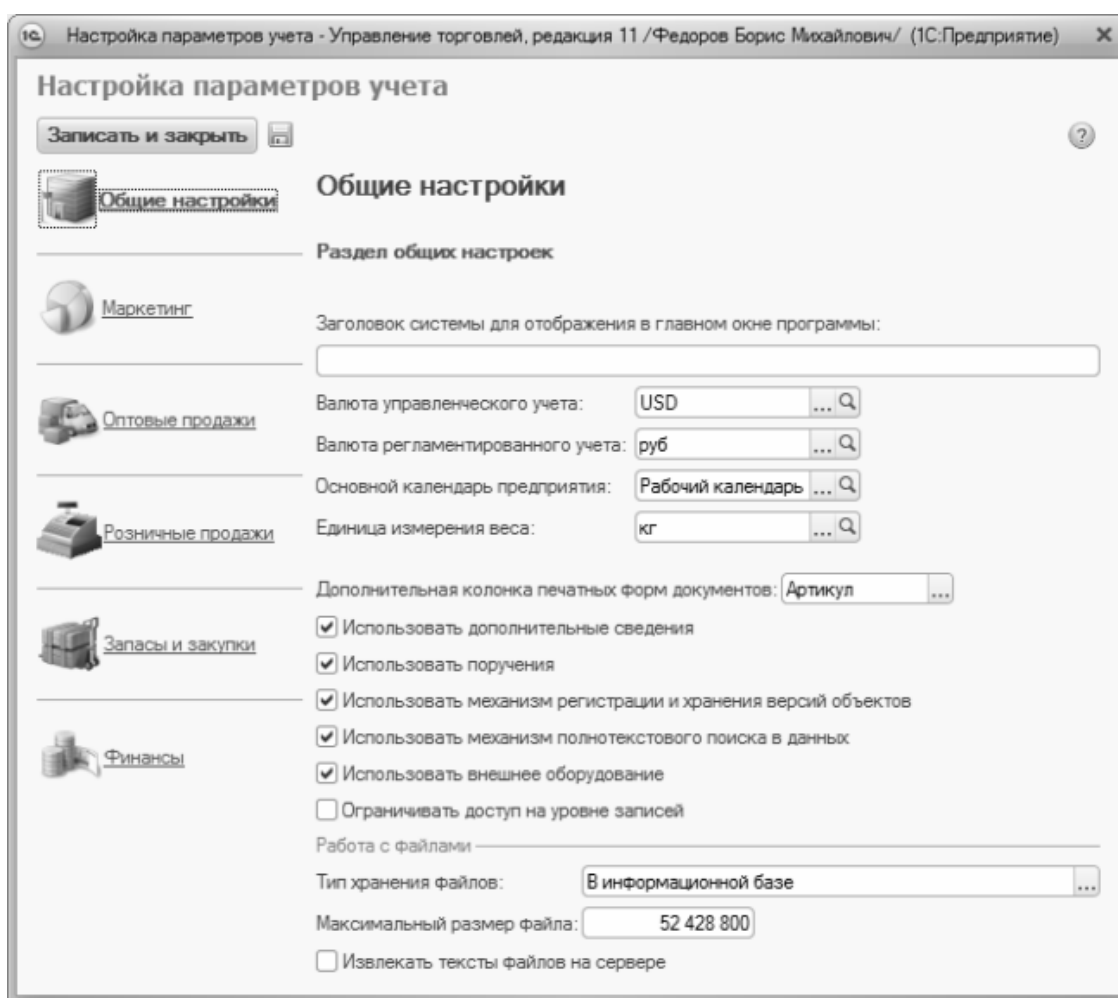 1С Настройка параметров учета - Управление торговлей, редакция 11 /Федоров Борис Михайлович/ (1С:Предприятие)
Настройка параметров учета
Записать и закрыть
?
Общие настройки
Маркетинг
Оптовые продажи
Розничные продажи
Запасы и закупки
Финансы
Общие настройки
Раздел общих настроек
Заголовок системы для отображения в главном окне программы:
Валюта управленческого учета: USD ...
Валюта регламентированного учета: руб ...
Основной календарь предприятия: Рабочий календарь ...
Единица измерения веса: кг ...
Дополнительная колонка печатных форм документов: Артикул ...
Использовать дополнительные сведения
Использовать поручения
Использовать механизм регистрации и хранения версий объектов
Использовать механизм полнотекстового поиска в данных
Использовать внешнее оборудование
Ограничивать доступ на уровне записей
Работа с файлами
Тип хранения файлов: В информационной базе ...
Максимальный размер файла: 52 428 800
Извлекать тексты файлов на сервере